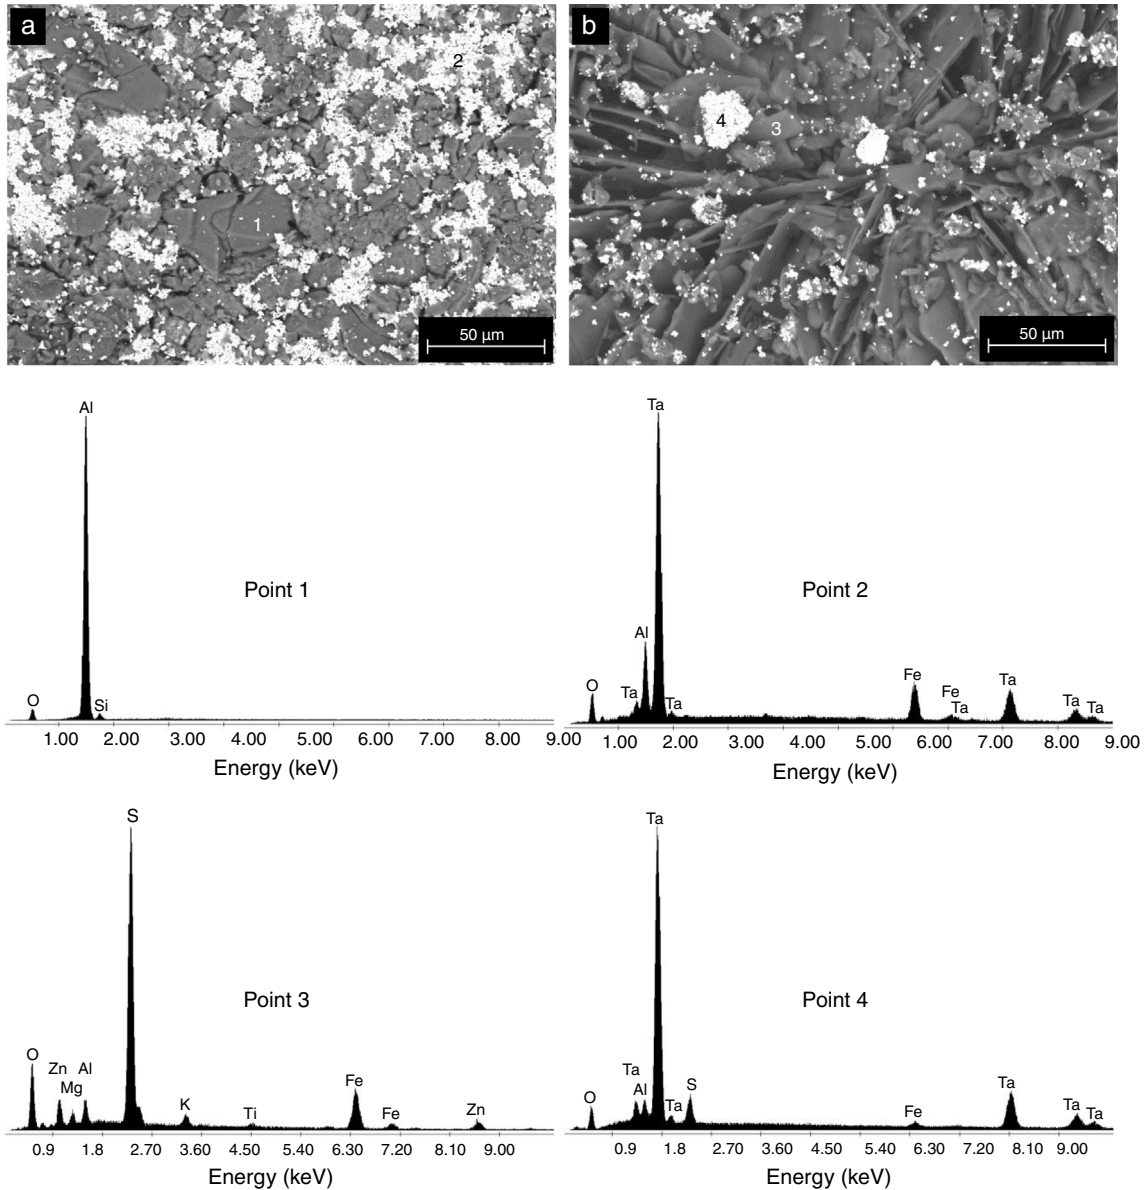 a
b
2
1
4
3
50 µm
50 µm
Al
O
Si
Point 1
1.00 2.00 3.00 4.00 5.00 6.00 7.00 8.00 9.00
Energy (keV)
Ta
Al
O
Ta
Ta
Fe
Fe
Ta
Ta
Ta
Ta
Point 2
1.00 2.00 3.00 4.00 5.00 6.00 7.00 8.00 9.00
Energy (keV)
S
O
Zn
Mg
Al
K
Ti
Fe
Fe
Zn
Point 3
0.9 1.8 2.70 3.60 4.50 5.40 6.30 7.20 8.10 9.00
Energy (keV)
Ta
O
Ta
Al
Ta
S
Fe
Ta
Ta
Ta
Point 4
0.9 1.8 2.70 3.60 4.50 5.40 6.30 7.20 8.10 9.00
Energy (keV)